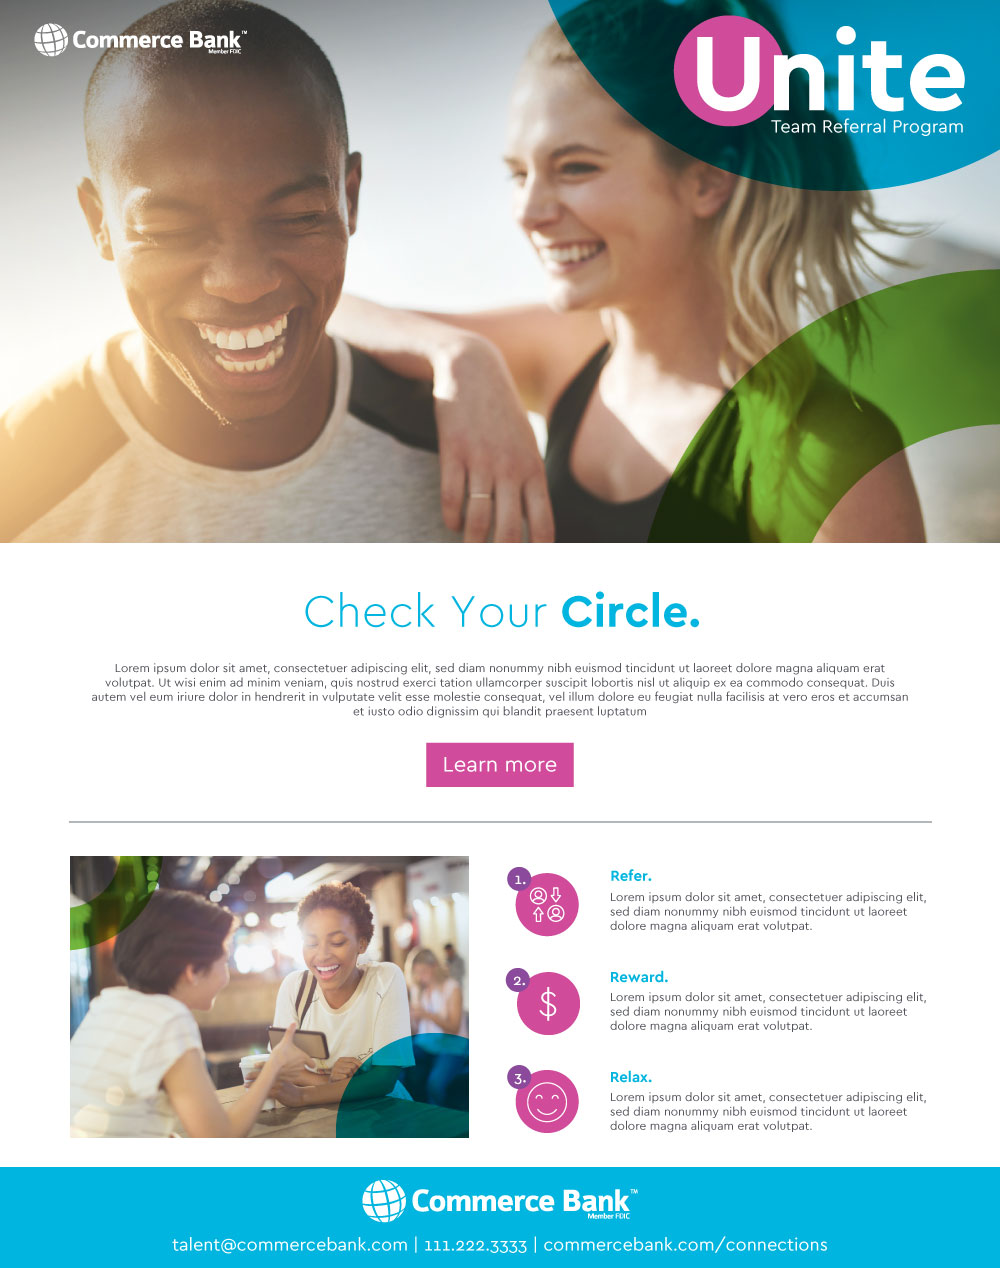 Commerce Bank™
Member FDIC
Unite
Team Referral Program
Check Your Circle.
Lorem ipsum dolor sit amet, consectetuer adipiscing elit, sed diam nonummy nibh euismod tincidunt ut laoreet dolore magna aliquam erat
volutpat. Ut wisi enim ad minim veniam, quis nostrud exerci tation ullamcorper suscipit lobortis nisl ut aliquip ex ea commodo consequat. Duis
autem vel eum iriure dolor in hendrerit in vulputate velit esse molestie consequat, vel illum dolore eu feugiat nulla facilisis at vero eros et accumsan
et iusto odio dignissim qui blandit praesent luptatum
Learn more
1.
Refer.
Lorem ipsum dolor sit amet, consectetuer adipiscing elit,
sed diam nonummy nibh euismod tincidunt ut laoreet
dolore magna aliquam erat volutpat.
2.
$
Reward.
Lorem ipsum dolor sit amet, consectetuer adipiscing elit,
sed diam nonummy nibh euismod tincidunt ut laoreet
dolore magna aliquam erat volutpat.
3.
Relax.
Lorem ipsum dolor sit amet, consectetuer adipiscing elit,
sed diam nonummy nibh euismod tincidunt ut laoreet
dolore magna aliquam erat volutpat.
Commerce Bank™
Member FDIC
talent@commercebank.com | 111.222.3333 | commercebank.com/connections